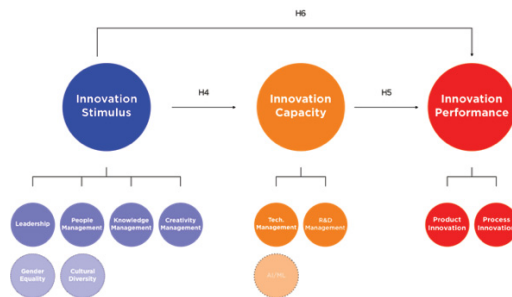 H6
Innovation
Stimulus
H4
Innovation
Capacity
H5
Innovation
Performance
Leadership
People
Management
Knowledge
Management
Creativity
Management
Tech.
Management
R&D
Management
Product
Innovation
Process
Innovation
Gender
Equality
Cultural
Diversity